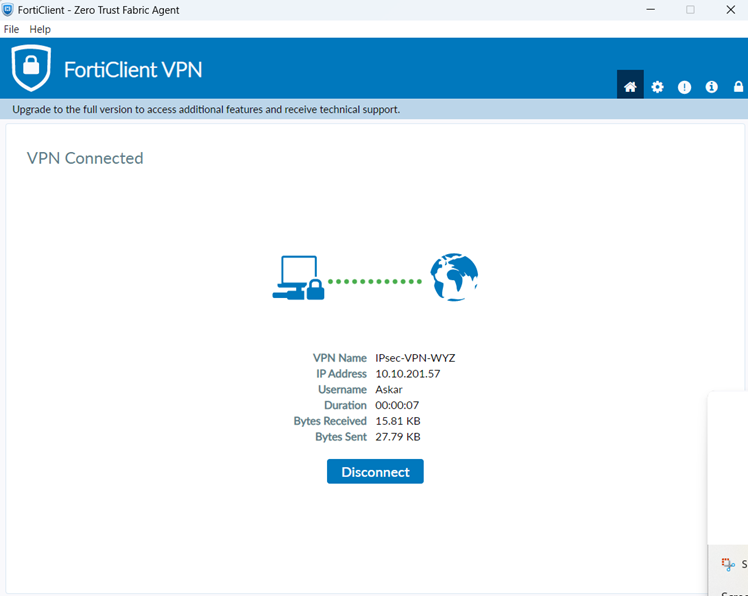 FortiClient - Zero Trust Fabric Agent
File Help
FortiClient VPN
Upgrade to the full version to access additional features and receive technical support.
VPN Connected
VPN Name IPsec-VPN-WYZ
IP Address 10.10.201.57
Username Askar
Duration 00:00:07
Bytes Received 15.81 KB
Bytes Sent 27.79 KB
Disconnect
S